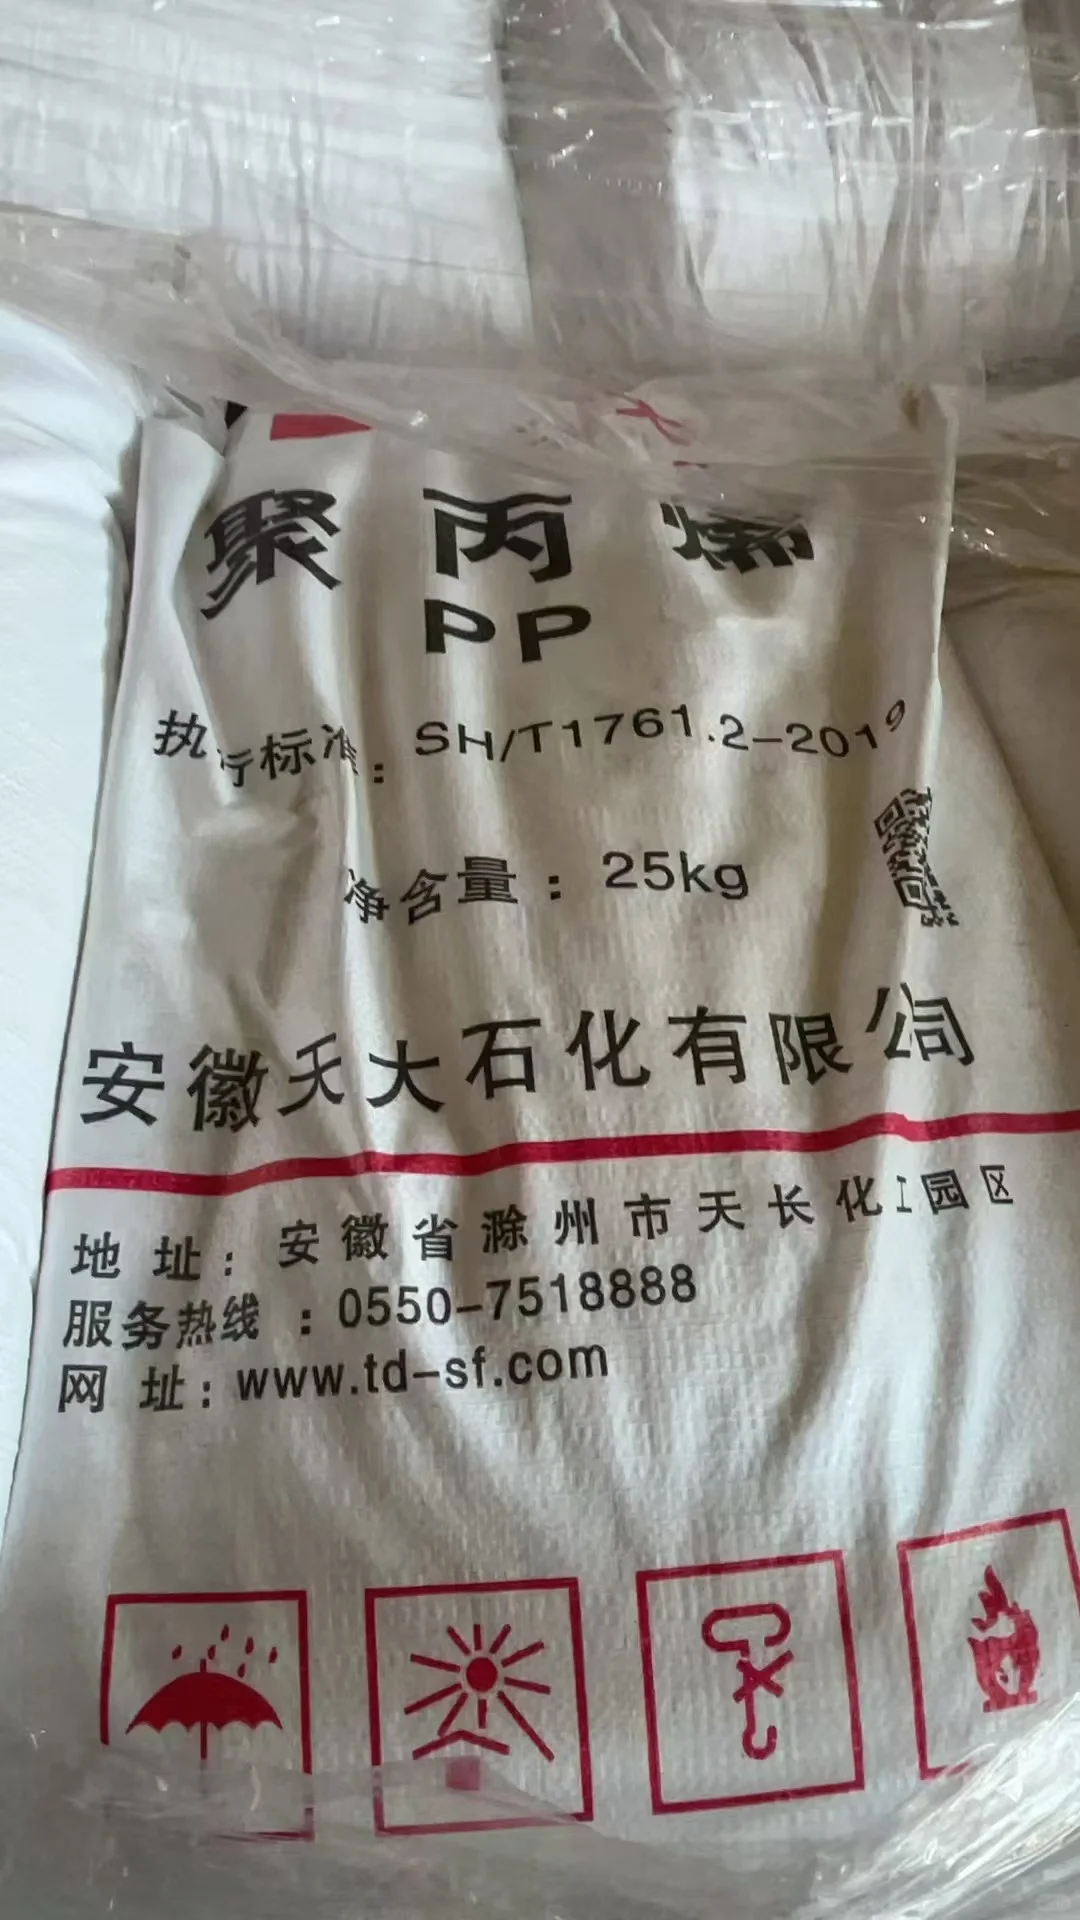 聚丙烯
PP
执行标准：SH/T1761.2-2019
净含量：25kg
安徽天大石化有限公司
地 址：安徽省滁州市天长化工园区
服务热线：0550-7518888
网 址：www.td-sf.com